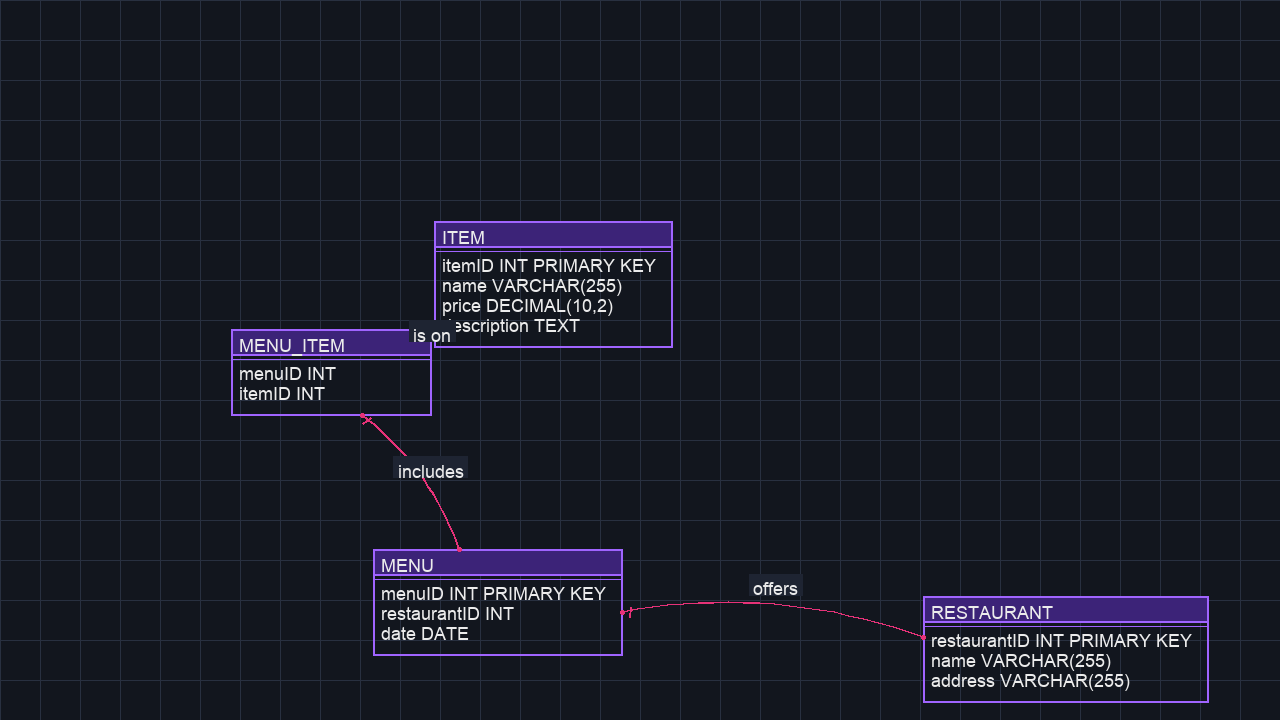 ITEM
itemID INT PRIMARY KEY
name VARCHAR(255)
price DECIMAL(10,2)
escription TEXT
is on
MENU_ITEM
menuID INT
itemID INT
includes
MENU
menuID INT PRIMARY KEY
restaurantID INT
date DATE
offers
RESTAURANT
restaurantID INT PRIMARY KEY
name VARCHAR(255)
address VARCHAR(255)